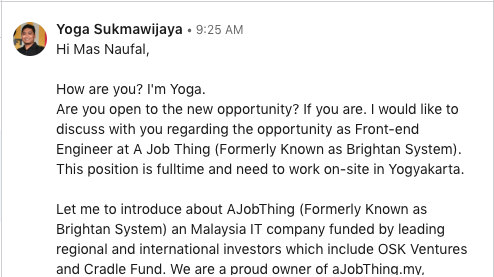 Yoga Sukmawijaya • 9:25 AM
Hi Mas Naufal,
How are you? I'm Yoga.
Are you open to the new opportunity? If you are. I would like to
discuss with you regarding the opportunity as Front-end
Engineer at A Job Thing (Formerly Known as Brightan System).
This position is fulltime and need to work on-site in Yogyakarta.
Let me to introduce about AJobThing (Formerly Known as
Brightan System) an Malaysia IT company funded by leading
regional and international investors which include OSK Ventures
and Cradle Fund. We are a proud owner of aJobThing.my,